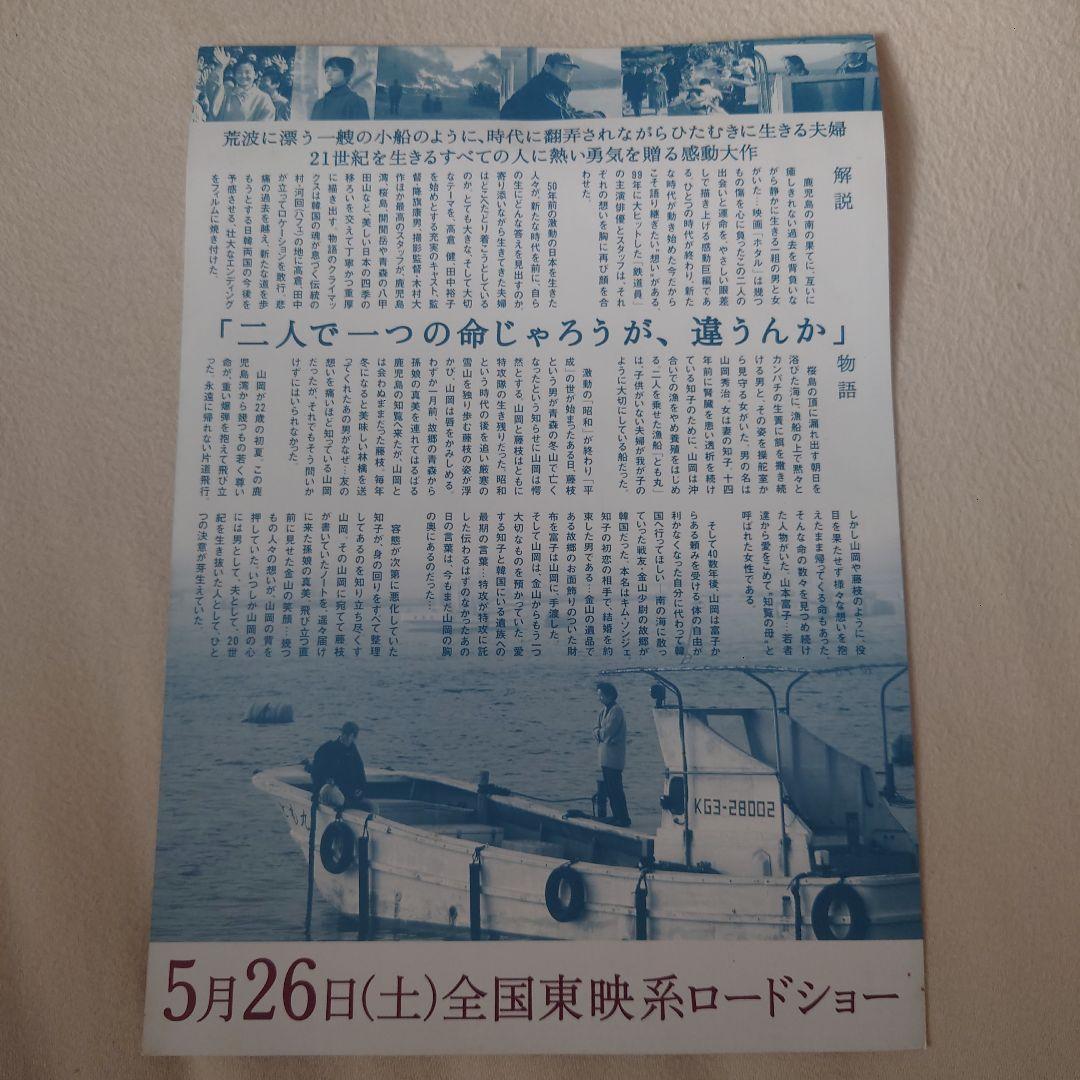 荒波に漂う一艘の小船のように、時代に翻弄されながらひたむきに生きる夫婦
21世紀を生きるすべての人に熱い勇気を贈る感動大作
解説
鹿児島の南の果てに、互いに
癒しきれない過去を背負いな
がら静かに生きる一組の男と女
がいた…映画「ホタル」は幾つ
もの傷を心に負ったこの二人の
出会いと運命を、やさしい眼差
しで描き上げる感動巨編であ
る。ひとつの時代が終わり、新た
な時代が動き始めた今だから
こそ語り継ぎたい"想い"がある。
99年に大ヒットした「鉄道員」
の主演俳優とスタッフは、それ
ぞれの想いを胸に再び顔を合
わせた。
50年前の激動の日本を生きた
人々が、新たな時代を前に、自ら
の生にどんな答えを見出すのか。
寄り添いながら生きてきた夫婦
はどこへたどり着こうとしている
のか。とても大きな、そして大切
なテーマを、高倉 健、田中裕子
を始めとする充実のキャスト、監
督・降旗康男、撮影監督・木村大
作ほか最高のスタッフが、鹿児島
湾、桜島、開聞岳や青森の八甲
田山など、美しい日本の四季の
移ろいを交えて丁寧かつ重厚
に描き出す。物語のクライマッ
クスは韓国の魂が息づく伝統の
村、河回(ハフェ)の地に高倉、田中
が立ってロケーションを敢行。悲
痛の過去を越え、新たな道を歩
もうとする日韓両国の今後を
予感させる、壮大なエンディング
をフィルムに焼き付けた。
「二人で一つの命じゃろうが、違うんか」
物語
桜島の頂に漏れ出す朝日を
浴びた海に、漁船の上で黙々と
カンパチの生簀に餌を撒き続
ける男と、その姿を操舵室か
ら見守る女がいた。男の名は
山岡秀治。女は妻の知子。十四
年前に腎臓を患い透析を続け
ている知子のために、山岡は沖
合いでの漁をやめ養殖をはじめ
る。二人を乗せた漁船「とも丸」
は、子供がいない夫婦が我が子の
ように大切にしている船だった。
激動の「昭和」が終わり「平
成」の世が始まったある日、藤枝
という男が青森の冬山で亡く
なったという知らせに山岡は愕
然とする。山岡と藤枝はともに
特攻隊の生き残りだった。昭和
という時代の後を追い厳寒の
雪山を独り歩む藤枝の姿が浮
かび、山岡は唇をかみしめる。
わずか一月前、故郷の青森から
孫娘の真美を連れてはるばる
鹿児島の知覧へ来たが、山岡と
は会わぬままだった藤枝。毎年
冬になると美味しい林檎を送
ってくれたあの男がなぜ…友の
想いを痛いほど知っている山岡
だったが、それでもそう問いか
けずにはいられなかった。
山岡が22歳の初夏。この鹿
児島湾から幾つもの若く尊い
命が、重い爆弾を抱えて飛び立
った。永遠に帰れない片道飛行。
しかし山岡や藤枝のように、役
目を果たせず様々な想いを抱
えたまま帰ってくる命もあった。
そんな命の数々を見つめ続け
た人物がいた。山本富子…若者
達から愛をこめて"知覧の母"と
呼ばれた女性である。
そして40数年後、山岡は富子か
らある頼みを受ける。体の自由が
利かなくなった自分に代わって韓
国へ行ってほしい…南の海に散っ
ていった戦友・金山少尉の故郷が
韓国だった。本名はキム・ソンジェ。
知子の初恋の相手で、結婚を約
束した男である…金山の遺品で
ある故郷のお面飾りのついた財
布を富子は山岡に、手渡した。
そして山岡は、金山からもう一つ
大切なものを預かっていた。愛
する知子と韓国にいる遺族への
最期の言葉…特攻が特攻に託
した伝わるはずのなかったあの
日の言葉は、今もまだ山岡の胸
の奥にあるのだった…
容態が次第に悪化していた
知子が、身の回りをすべて整理
してあるのを知り立ち尽くす
山岡。その山岡に宛てて藤枝
が書いていたノートを、遥々届け
に来た孫娘の真美。飛び立つ直
前に見せた金山の笑顔…幾つ
もの人々の想いが、山岡の背を
押していた。いつしか山岡の心
には男として、夫として、20世
紀を生き抜いた人として、ひと
つの決意が芽生えていた。
とも丸
KG3-28002
5月26日(土)全国東映系ロードショー